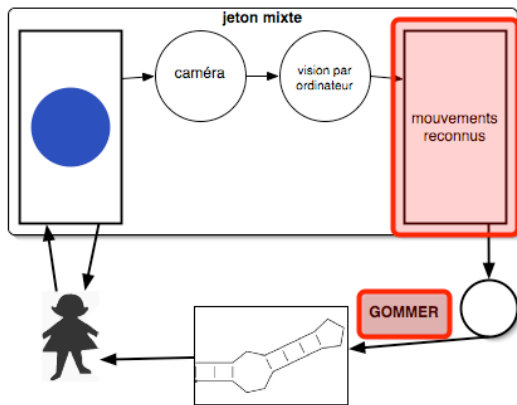 jeton mixte
caméra
vision par
ordinateur
mouvements
reconnus
GOMMER